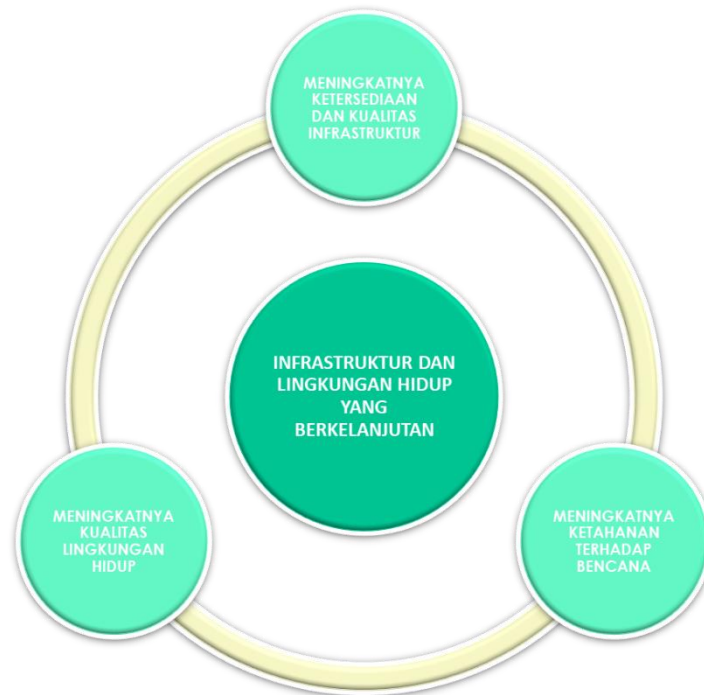 MENINGKATNYA
KETERSEDIAAN
DAN KUALITAS
INFRASTRUKTUR
INFRASTRUKTUR DAN
LINGKUNGAN HIDUP
YANG
BERKELANJUTAN
MENINGKATNYA
KUALITAS
LINGKUNGAN
HIDUP
MENINGKATNYA
KETAHANAN
TERHADAP
BENCANA